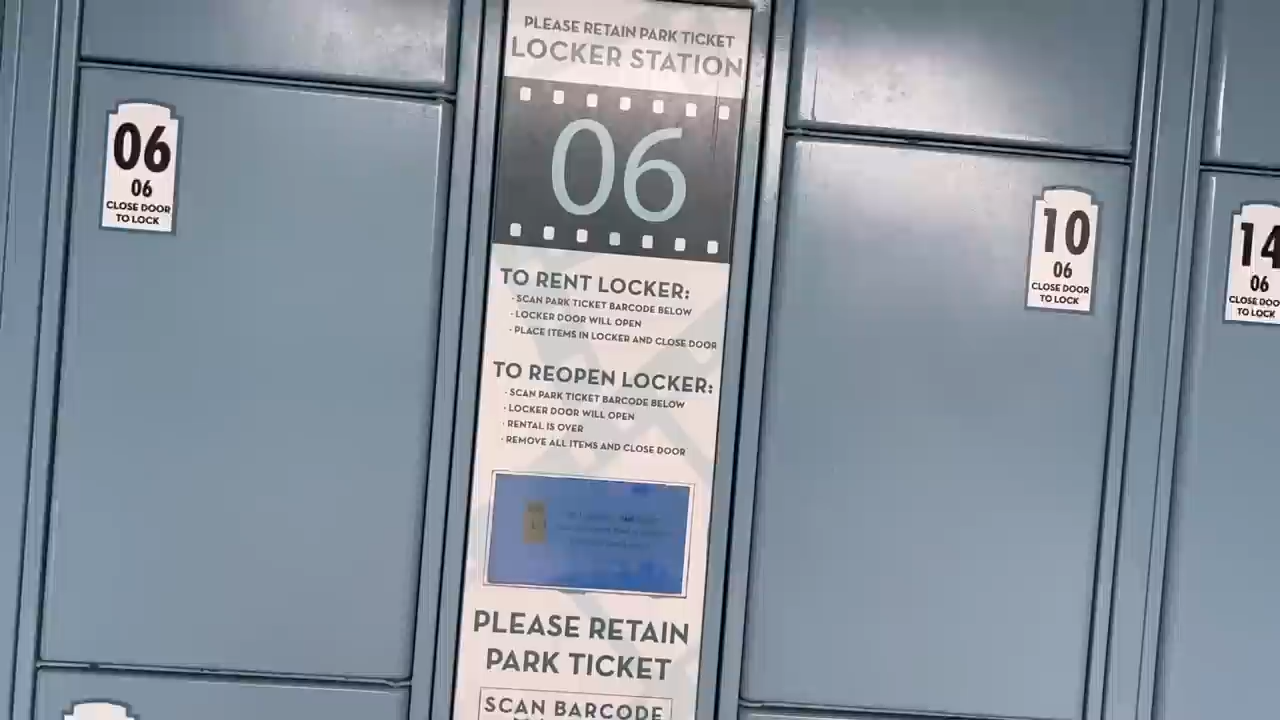 PLEASE RETAIN PARK TICKET
LOCKER STATION
06
TO RENT LOCKER:
· SCAN PARK TICKET BARCODE BELOW
· LOCKER DOOR WILL OPEN
· PLACE ITEMS IN LOCKER AND CLOSE DOOR
TO REOPEN LOCKER:
· SCAN PARK TICKET BARCODE BELOW
· LOCKER DOOR WILL OPEN
· RENTAL IS OVER
· REMOVE ALL ITEMS AND CLOSE DOOR
PLEASE RETAIN
PARK TICKET
SCAN BARCODE
06
06
CLOSE DOOR
TO LOCK
10
06
CLOSE DOOR
TO LOCK
14
06
CLOSE DOO
TO LOCK